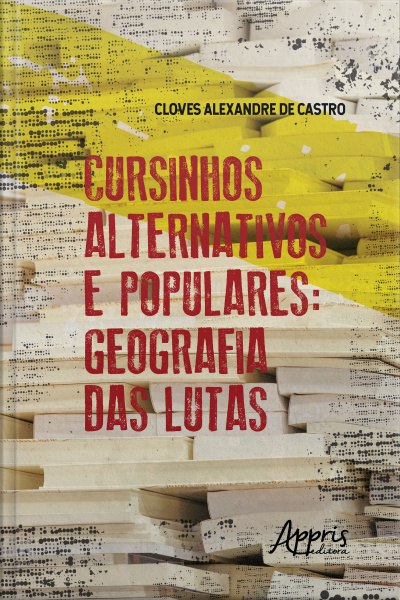 CLOVES ALEXANDRE DE CASTRO
CURSINHOS
ALTERNATIVOS
E POPULARES:
GEOGRAFIA
DAS LUTAS
Appris
editora